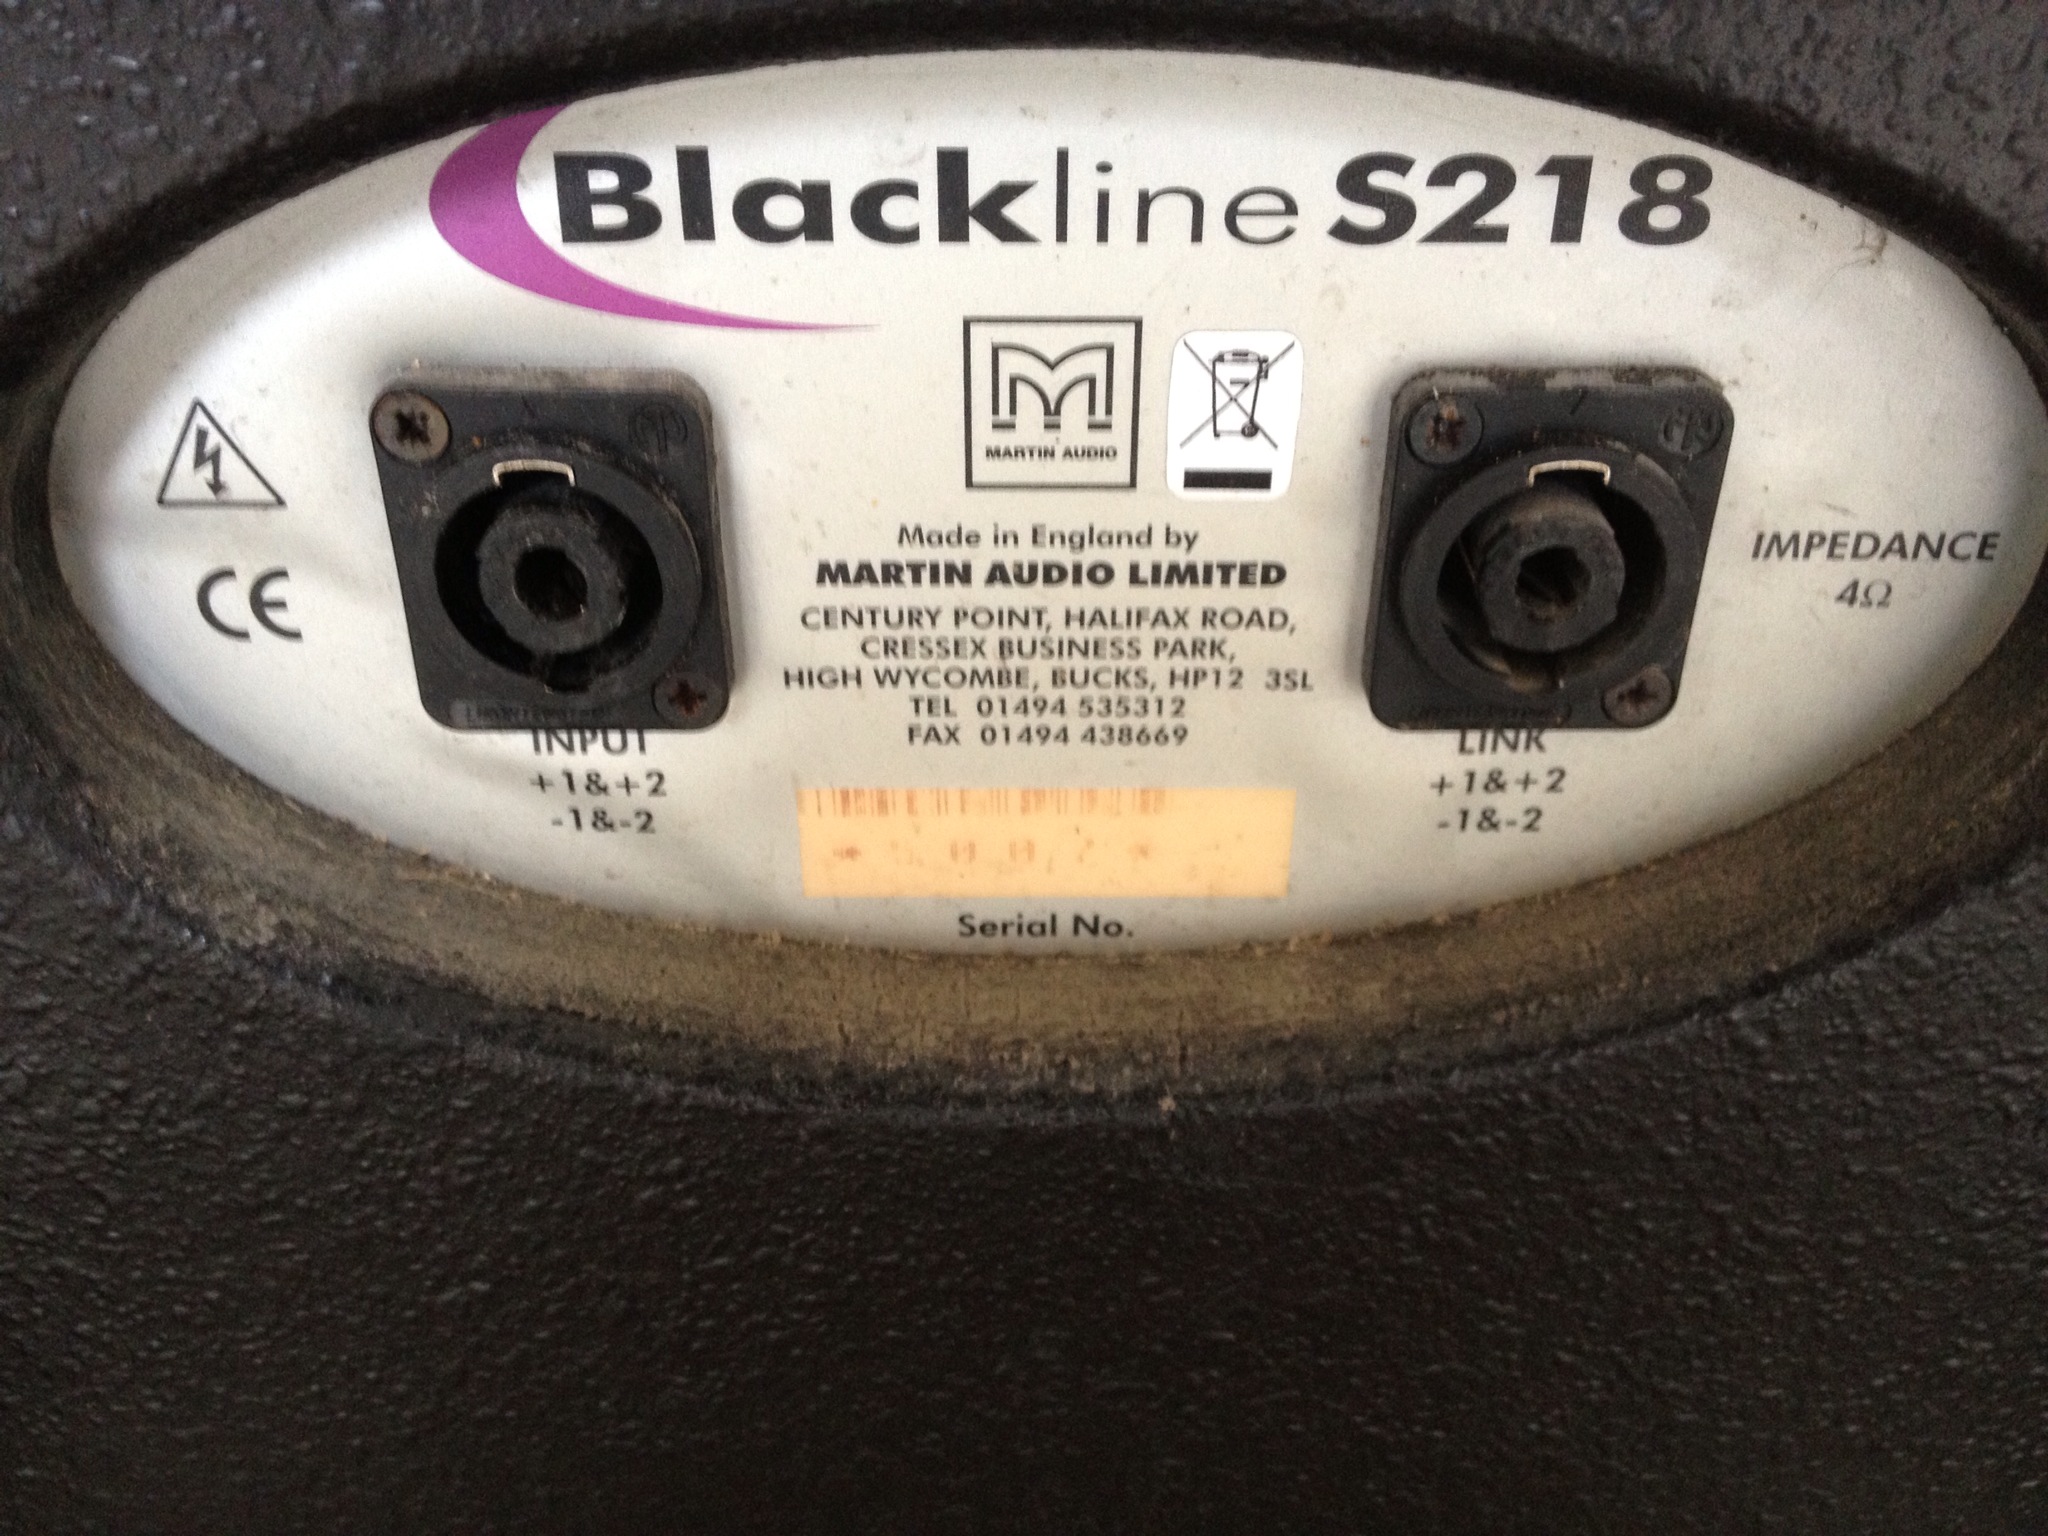 Blackline S218
MARTIN AUDIO
Made in England by
MARTIN AUDIO LIMITED
CENTURY POINT, HALIFAX ROAD,
CRESSEX BUSINESS PARK,
HIGH WYCOMBE, BUCKS, HP12 3SL
TEL 01494 535312
FAX 01494 438669
CE
INPUT
+1&+2
-1&-2
LINK
+1&+2
-1&-2
IMPEDANCE
4Ω
Serial No.